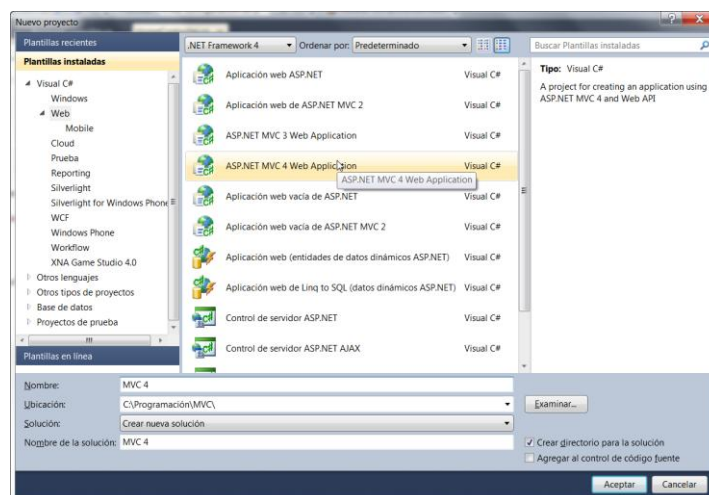 Nuevo proyecto
Plantillas recientes
.NET Framework 4
Ordenar por: Predeterminado
Buscar Plantillas instaladas
Plantillas instaladas
Visual C#
Windows
Web
Mobile
Cloud
Prueba
Reporting
Silverlight
Silverlight for Windows Phone
WCF
Windows Phone
Workflow
XNA Game Studio 4.0
Otros lenguajes
Otros tipos de proyectos
Base de datos
Proyectos de prueba
Plantillas en línea
Aplicación web ASP.NET Visual C#
Aplicación web de ASP.NET MVC 2 Visual C#
ASP.NET MVC 3 Web Application Visual C#
ASP.NET MVC 4 Web Application Visual C#
ASP.NET MVC 4 Web Application
Aplicación web vacía de ASP.NET Visual C#
Aplicación web vacía de ASP.NET MVC 2 Visual C#
Aplicación web (entidades de datos dinámicos ASP.NET) Visual C#
Aplicación web de Linq to SQL (datos dinámicos ASP.NET) Visual C#
Control de servidor ASP.NET Visual C#
Control de servidor ASP.NET AJAX Visual C#
Tipo: Visual C#
A project for creating an application using
ASP.NET MVC 4 and Web API
Nombre: MVC 4
Ubicación: C:\Programación\MVC\
Examinar...
Solución: Crear nueva solución
Nombre de la solución: MVC 4
Crear directorio para la solución
Agregar al control de código fuente
Aceptar
Cancelar